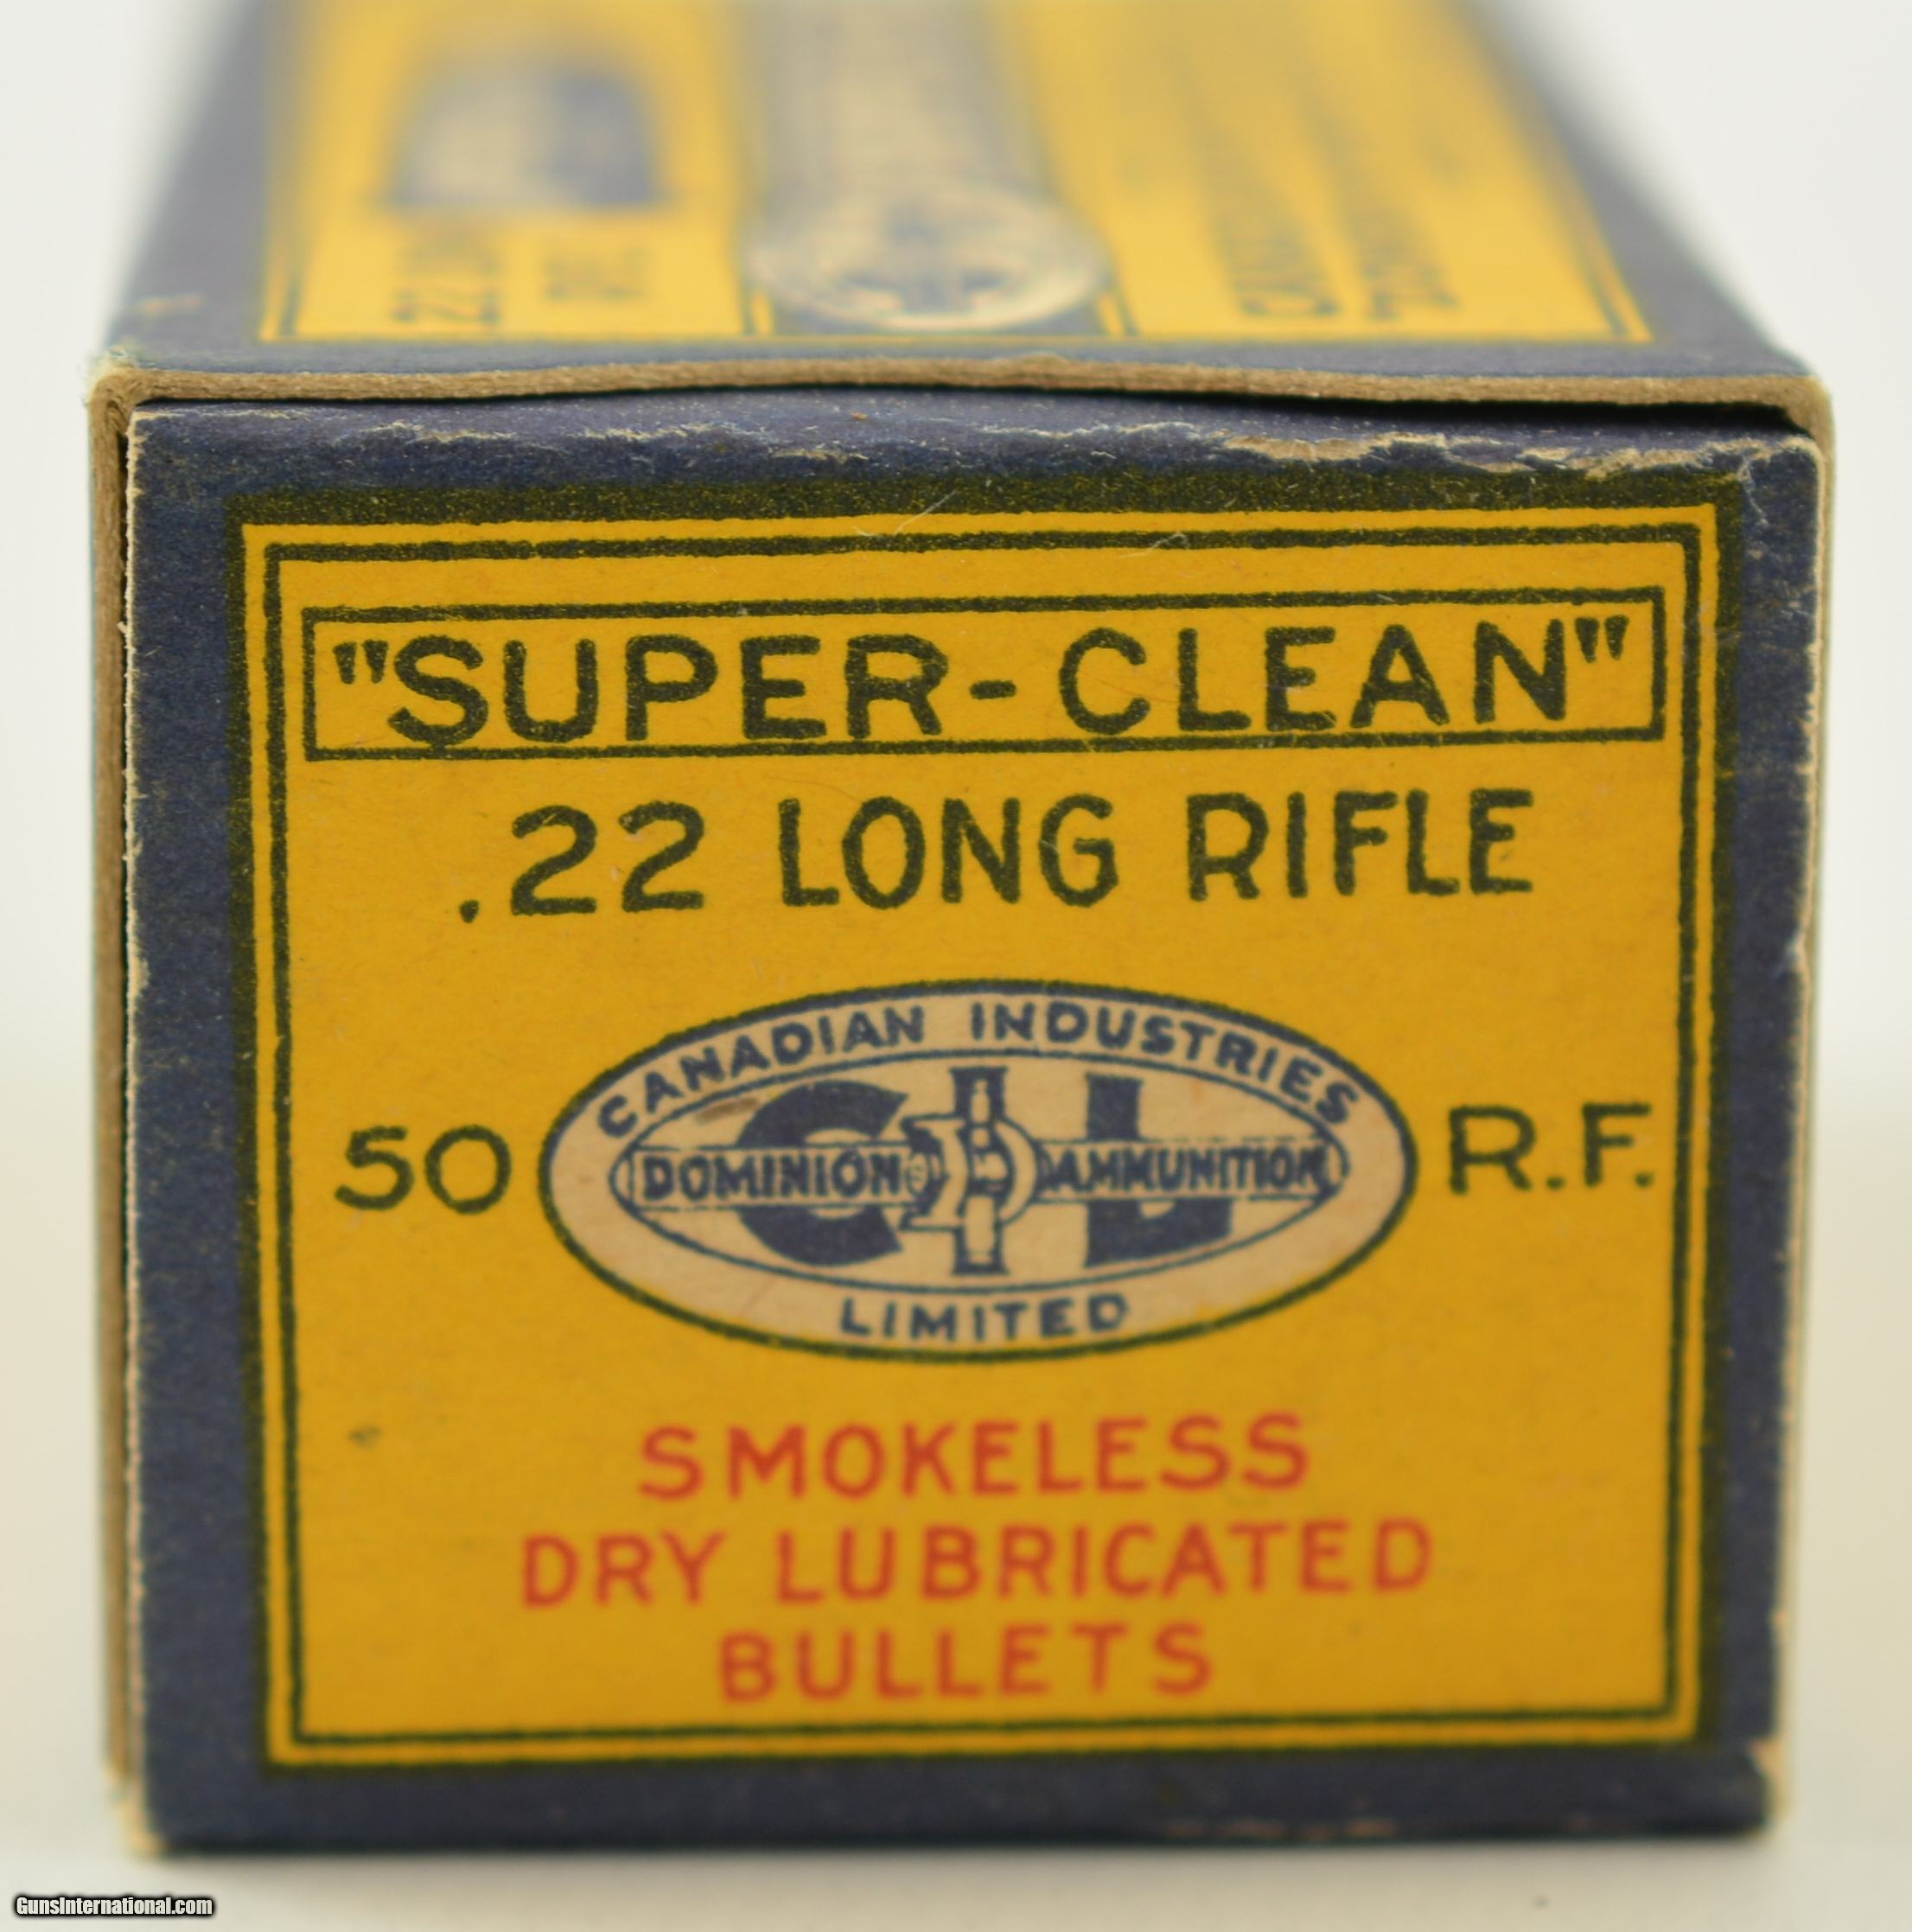 "SUPER-CLEAN"
.22 LONG RIFLE
CANADIAN INDUSTRIES
50
C I L
R.F.
DOMINION
D
AMMUNITION
LIMITED
SMOKELESS
DRY LUBRICATED
BULLETS
GunsInternational.com